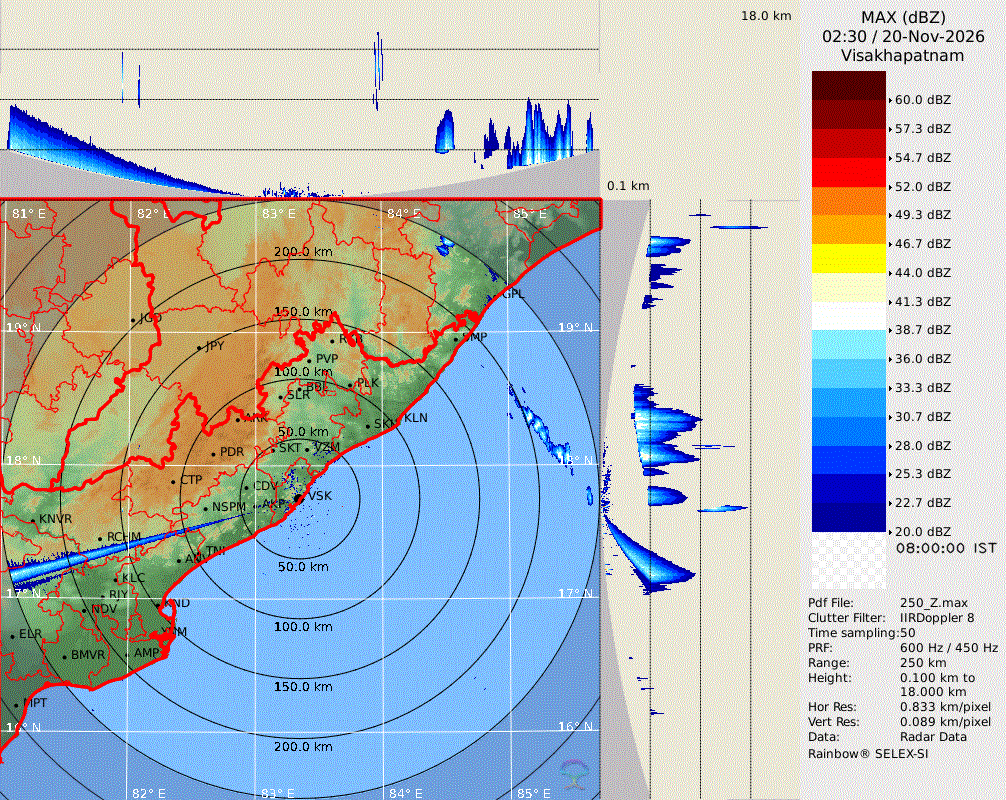 18.0 km
MAX (dBZ)
02:30 / 20-Nov-2026
Visakhapatnam
60.0 dBZ
57.3 dBZ
54.7 dBZ
52.0 dBZ
49.3 dBZ
46.7 dBZ
44.0 dBZ
41.3 dBZ
38.7 dBZ
36.0 dBZ
33.3 dBZ
30.7 dBZ
28.0 dBZ
25.3 dBZ
22.7 dBZ
20.0 dBZ
08:00:00 IST
Pdf File: 250_Z.max
Clutter Filter: IIRDoppler 8
Time sampling:50
PRF: 600 Hz / 450 Hz
Range: 250 km
Height: 0.100 km to
18.000 km
Hor Res: 0.833 km/pixel
Vert Res: 0.089 km/pixel
Data: Radar Data
Rainbow® SELEX-SI
0.1 km
81° E 82° E 83° E 84° E 85° E
200.0 km
GPL
150.0 km
JGD
19° N 19° N
JPY
SMP
PVP
100.0 km
BBL PLK
SLR
ARK
SKM KLN
50.0 km
PDR SKT VZM
18° N 18° N
CTP
CDV
VSK
NSPM AKP
KNVR
RCHM
TNI
50.0 km
KLC
17° N 17° N
RJY
NDV KND
100.0 km
ELR
BMVR AMP
150.0 km
MPT
16° N 16° N
200.0 km
82° E 83° E 84° E 85° E